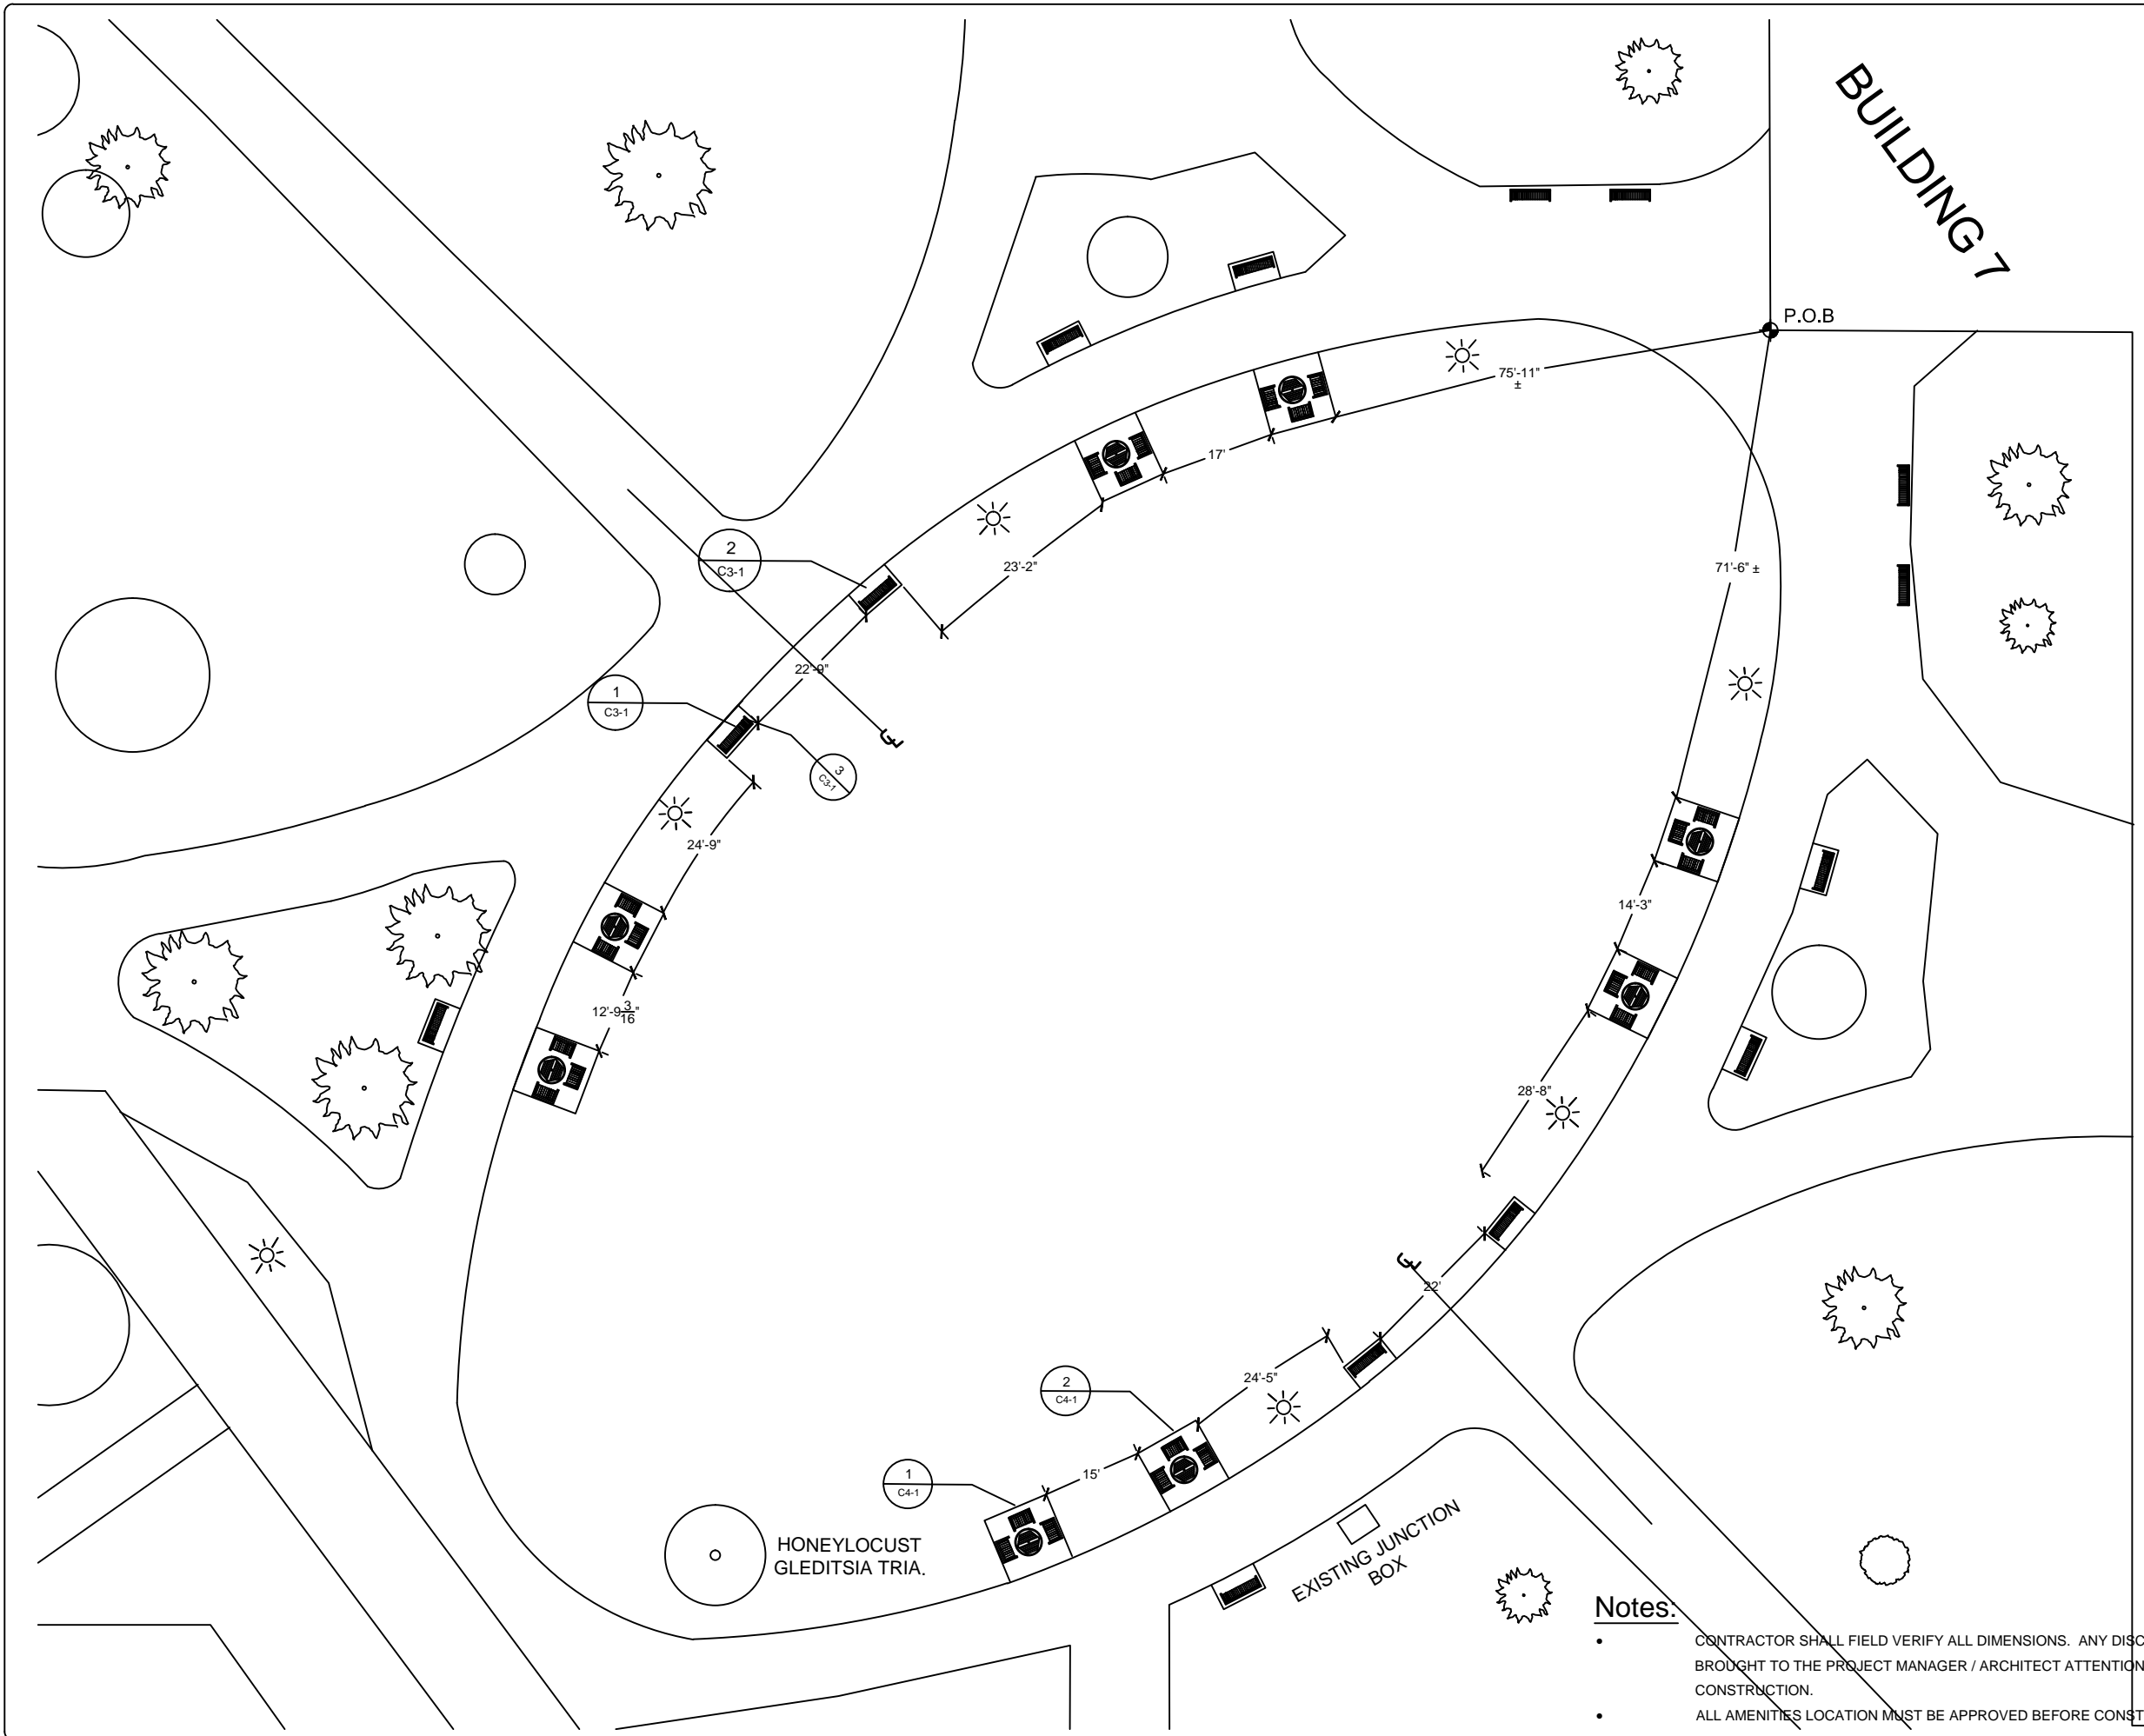 BUILDING 7
P.O.B
75'-11"
±
17'
23'-2"
2
C3-1
71'-6" ±
22'-9"
1
C3-1
3
C3-1
24'-9"
14'-3"
12'-9 3/16"
28'-8"
22'
24'-5"
2
C4-1
15'
1
C4-1
HONEYLOCUST
GLEDITSIA TRIA.
EXISTING JUNCTION
BOX
Notes:
• CONTRACTOR SHALL FIELD VERIFY ALL DIMENSIONS. ANY DISC
BROUGHT TO THE PROJECT MANAGER / ARCHITECT ATTENTION
CONSTRUCTION.
• ALL AMENITIES LOCATION MUST BE APPROVED BEFORE CONST